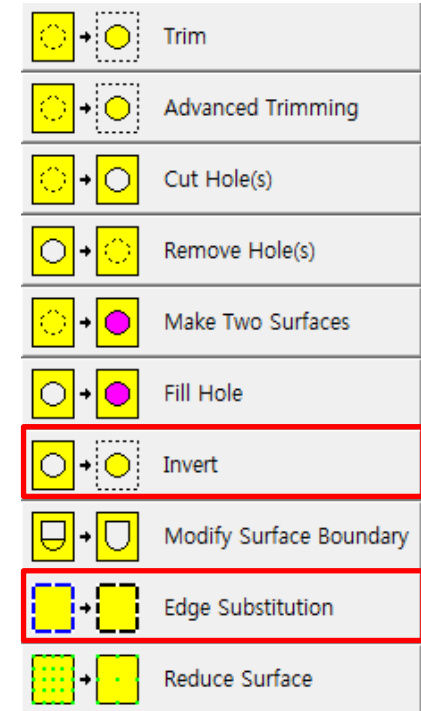 Trim
Advanced Trimming
Cut Hole(s)
Remove Hole(s)
Make Two Surfaces
Fill Hole
Invert
Modify Surface Boundary
Edge Substitution
Reduce Surface